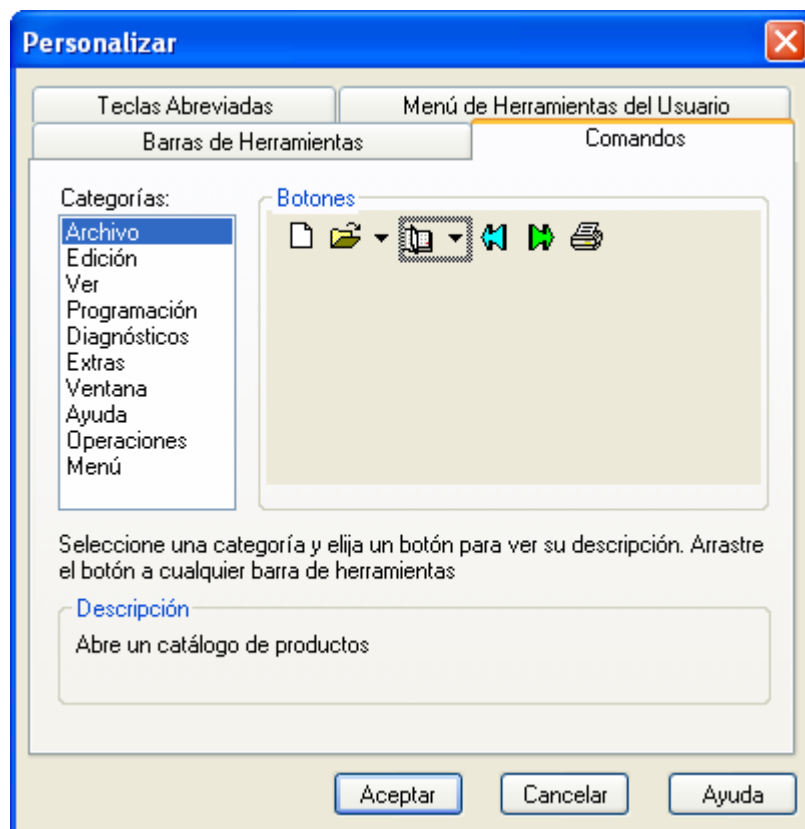 Personalizar
Teclas Abreviadas
Menú de Herramientas del Usuario
Barras de Herramientas
Comandos
Categorías:
Botones
Archivo
Edición
Ver
Programación
Diagnósticos
Extras
Ventana
Ayuda
Operaciones
Menú
Seleccione una categoría y elija un botón para ver su descripción. Arrastre
el botón a cualquier barra de herramientas
Descripción
Abre un catálogo de productos
Aceptar
Cancelar
Ayuda